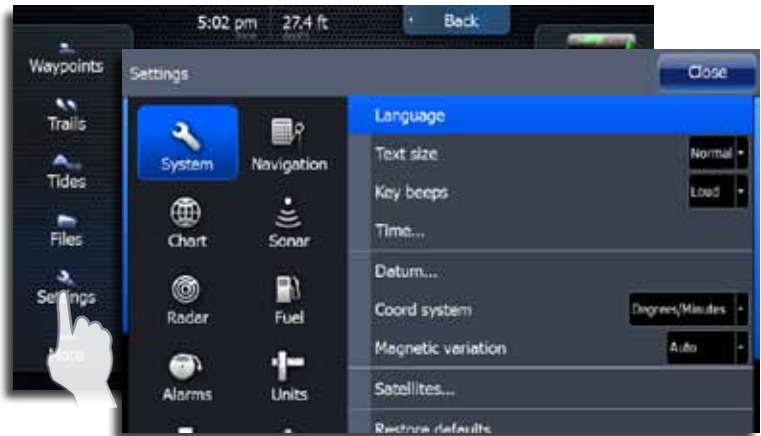 5:02 pm 27.4 ft Back
Waypoints
Trails
Tides
Files
Settings
More
Settings Close
System Navigation
Chart Sonar
Radar Fuel
Alarms Units
Language
Text size Normal
Key beeps Loud
Time...
Datum...
Coord system Degrees/Minutes
Magnetic variation Auto
Satellites...
Restore defaults